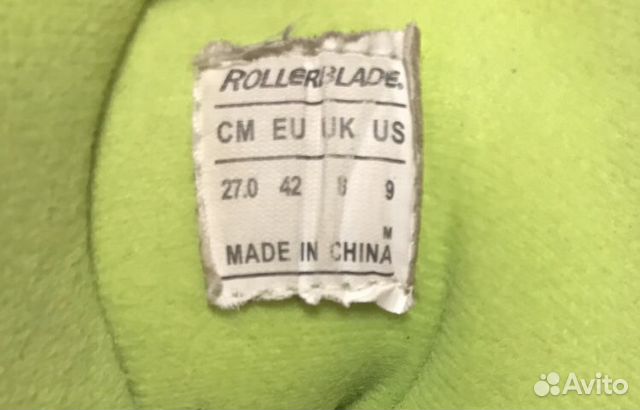 ROLLERBLADE®
CM EU UK US
27.0 42 8 9
M
MADE IN CHINA
Avito